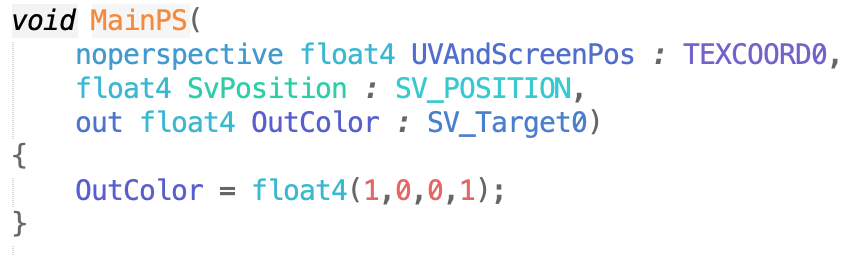 void MainPS(
noperspective float4 UVAndScreenPos : TEXCOORD0,
float4 SvPosition : SV_POSITION,
out float4 OutColor : SV_Target0)
{
OutColor = float4(1,0,0,1);
}